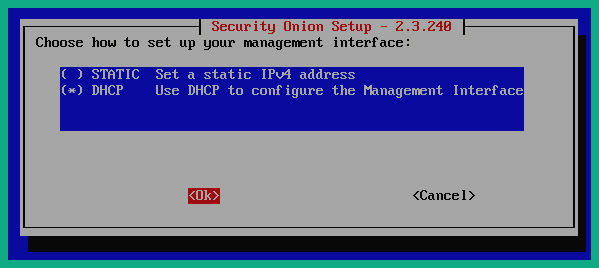 Security Onion Setup - 2.3.240
Choose how to set up your management interface:
( ) STATIC  Set a static IPv4 address
(*) DHCP    Use DHCP to configure the Management Interface
<Ok>  <Cancel>